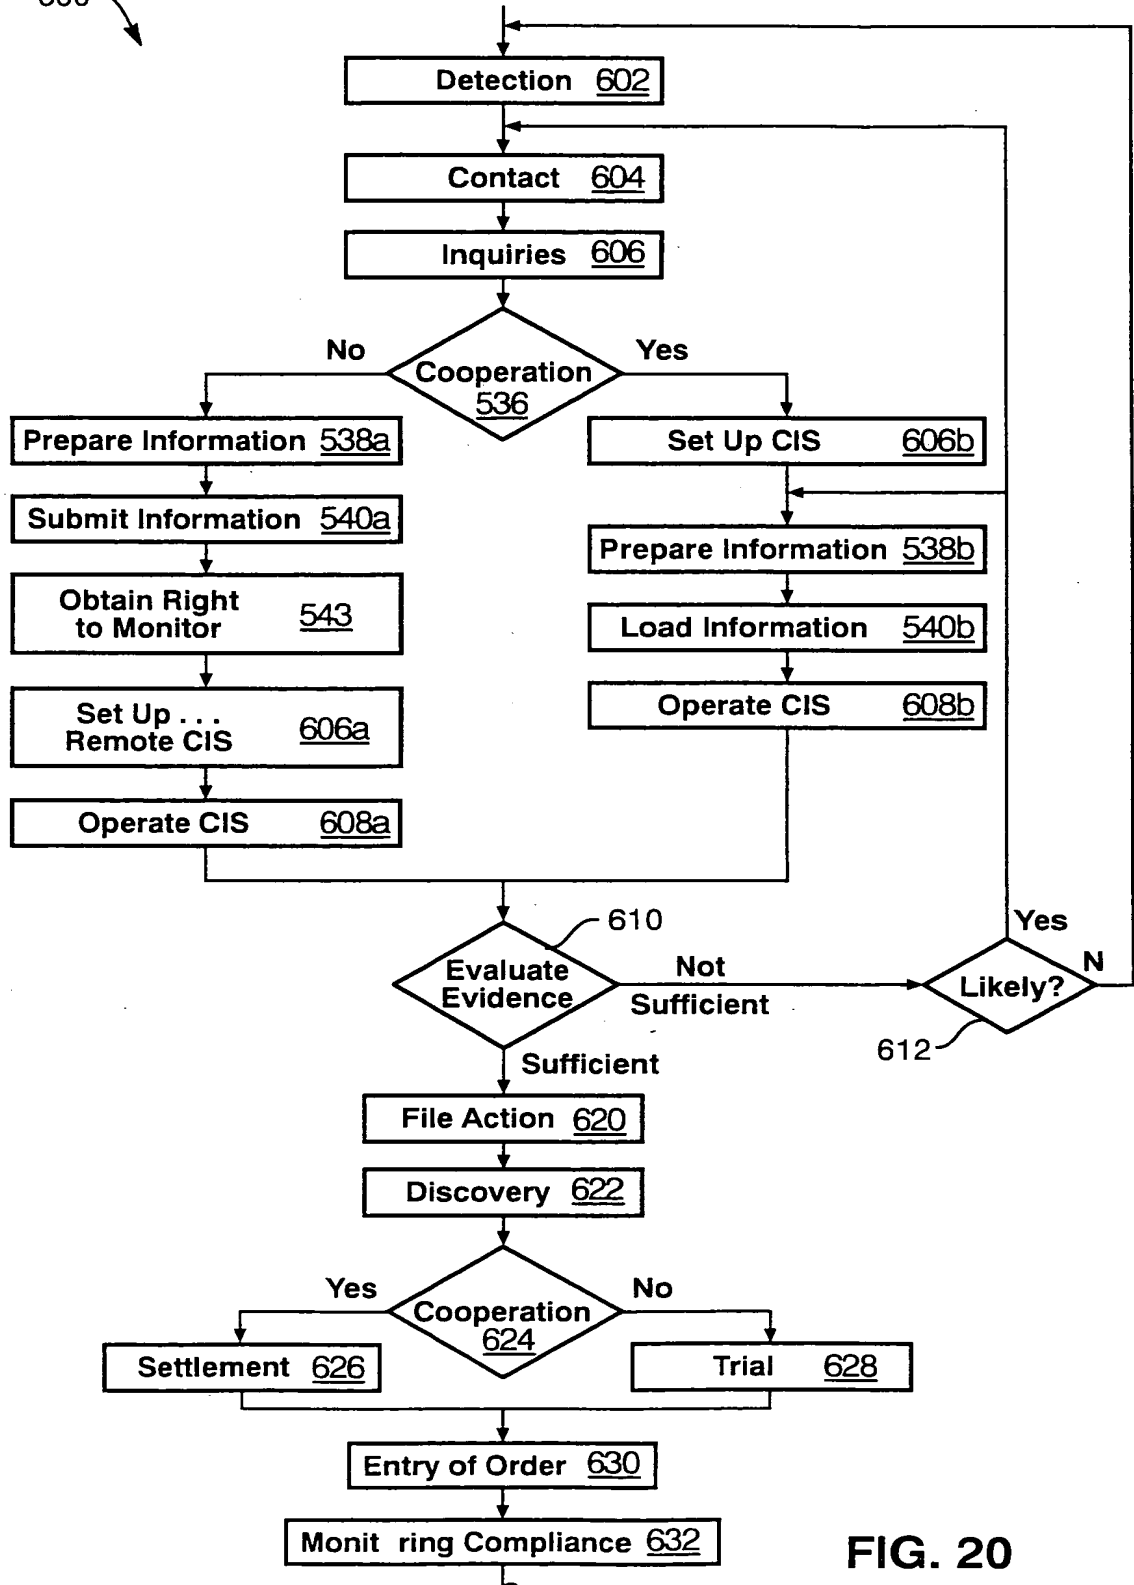 Detection 602
Contact 604
Inquiries 606
No
Yes
Cooperation
536
Prepare Information 538a
Set Up CIS 606b
Submit Information 540a
Prepare Information 538b
Obtain Right
to Monitor
543
Load Information 540b
Set Up . . .
Remote CIS
606a
Operate CIS 608b
Operate CIS 608a
610
Yes
Evaluate
Evidence
Not
Sufficient
Likely?
N
612
Sufficient
File Action 620
Discovery 622
Yes
No
Cooperation
624
Settlement 626
Trial 628
Entry of Order 630
Monit ring Compliance 632
FIG. 20